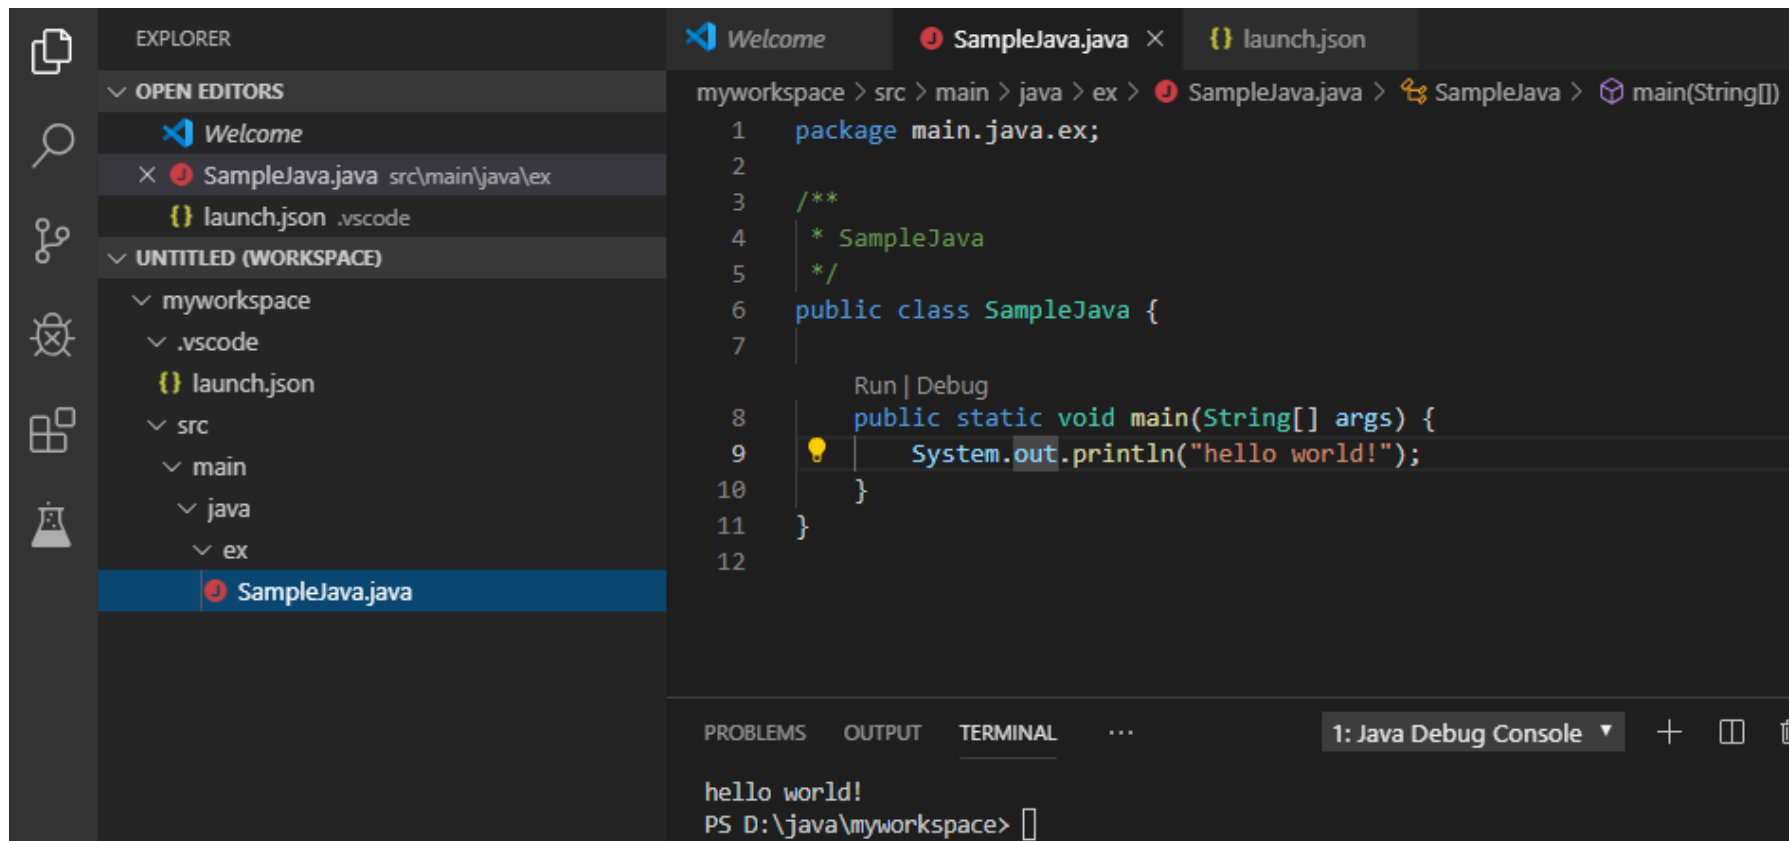 EXPLORER
OPEN EDITORS
Welcome
SampleJava.java src\main\java\ex
launch.json .vscode
UNTITLED (WORKSPACE)
myworkspace
.vscode
{} launch.json
src
main
java
ex
SampleJava.java
Welcome SampleJava.java {} launch.json
myworkspace > src > main > java > ex > SampleJava.java > SampleJava > main(String[])
1 package main.java.ex;
2
3 /**
4 * SampleJava
5 */
6 public class SampleJava {
7
Run | Debug
8 public static void main(String[] args) {
9 System.out.println("hello world!");
10 }
11 }
12
PROBLEMS OUTPUT TERMINAL ··· 1: Java Debug Console
hello world!
PS D:\java\myworkspace>